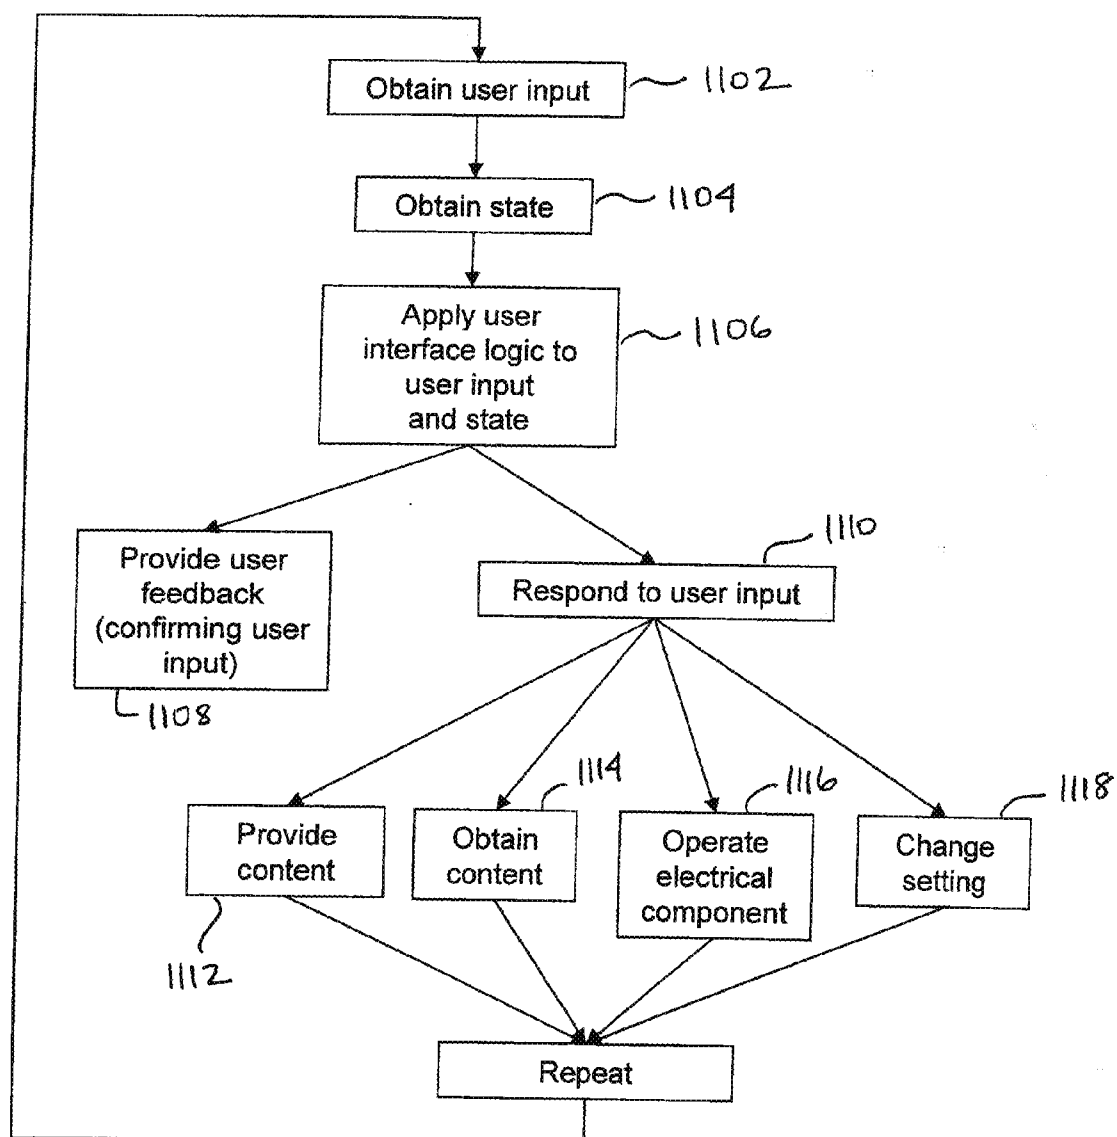 Obtain user input
1102
Obtain state
1104
Apply user
interface logic to
user input
and state
1106
1110
Provide user
feedback
(confirming user
input)
Respond to user input
1108
1114
1116
1118
Provide
content
Obtain
content
Operate
electrical
component
Change
setting
1112
Repeat